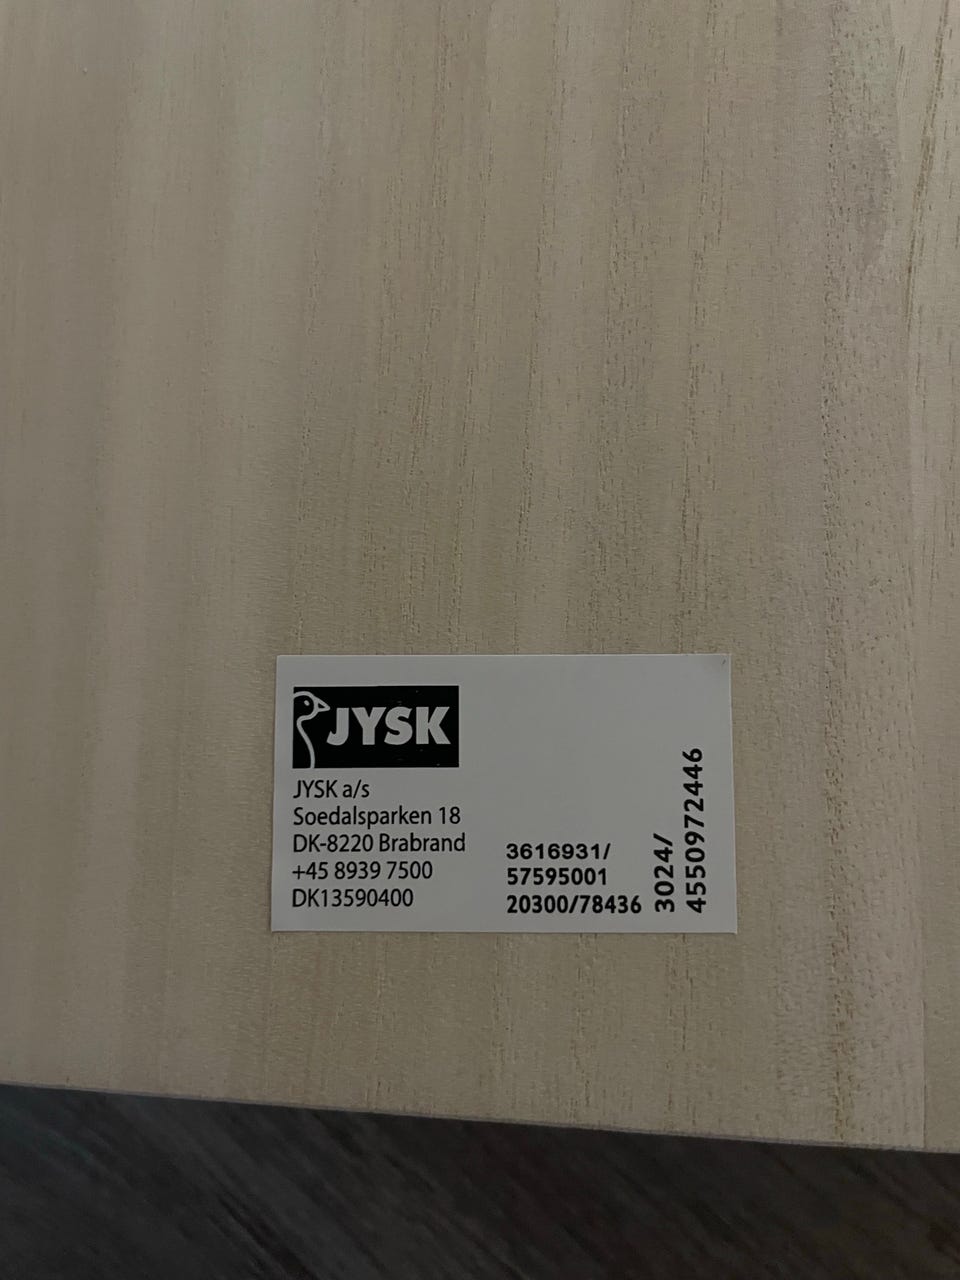 JYSK
JYSK a/s
Soedalsparken 18
DK-8220 Brabrand
+45 8939 7500
DK13590400
3616931/
57595001
20300/78436
3024/
4550972446